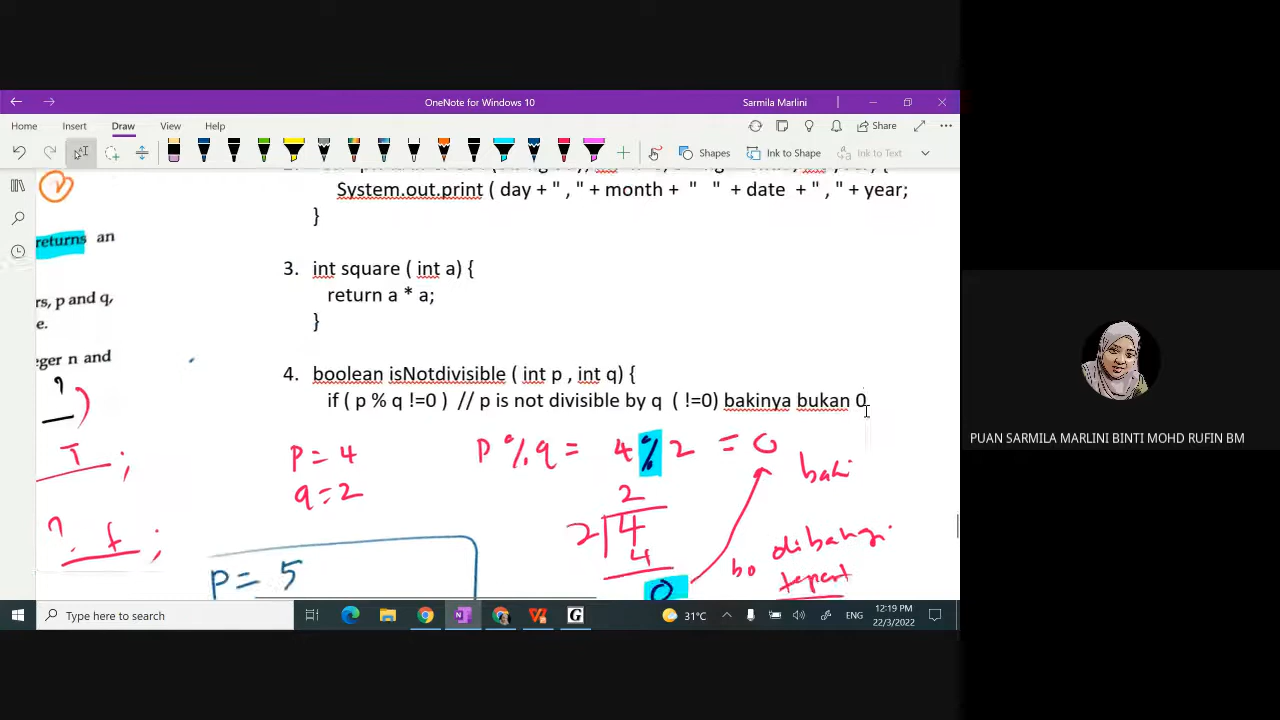 OneNote for Windows 10
Sarmila Marlini
Home Insert Draw View Help
Share
Shapes
Ink to Shape
Ink to Text
returns an
rs, p and q,
e.
eger n and
System.out.print ( day + " , " + month + "  " + date + " , " + year;
}
3. int square ( int a) {
return a * a;
}
4. boolean isNotdivisible ( int p , int q) {
if ( p % q !=0 ) // p is not divisible by q ( !=0) bakinya bukan 0
P = 4
q = 2
P % q = 4 % 2 = 0
baki
2
2 4
4
0
bo dibahagi
tepat
P = 5
? )
T ;
? . t ;
PUAN SARMILA MARLINI BINTI MOHD RUFIN BM
Type here to search
31°C
ENG
12:19 PM
22/3/2022